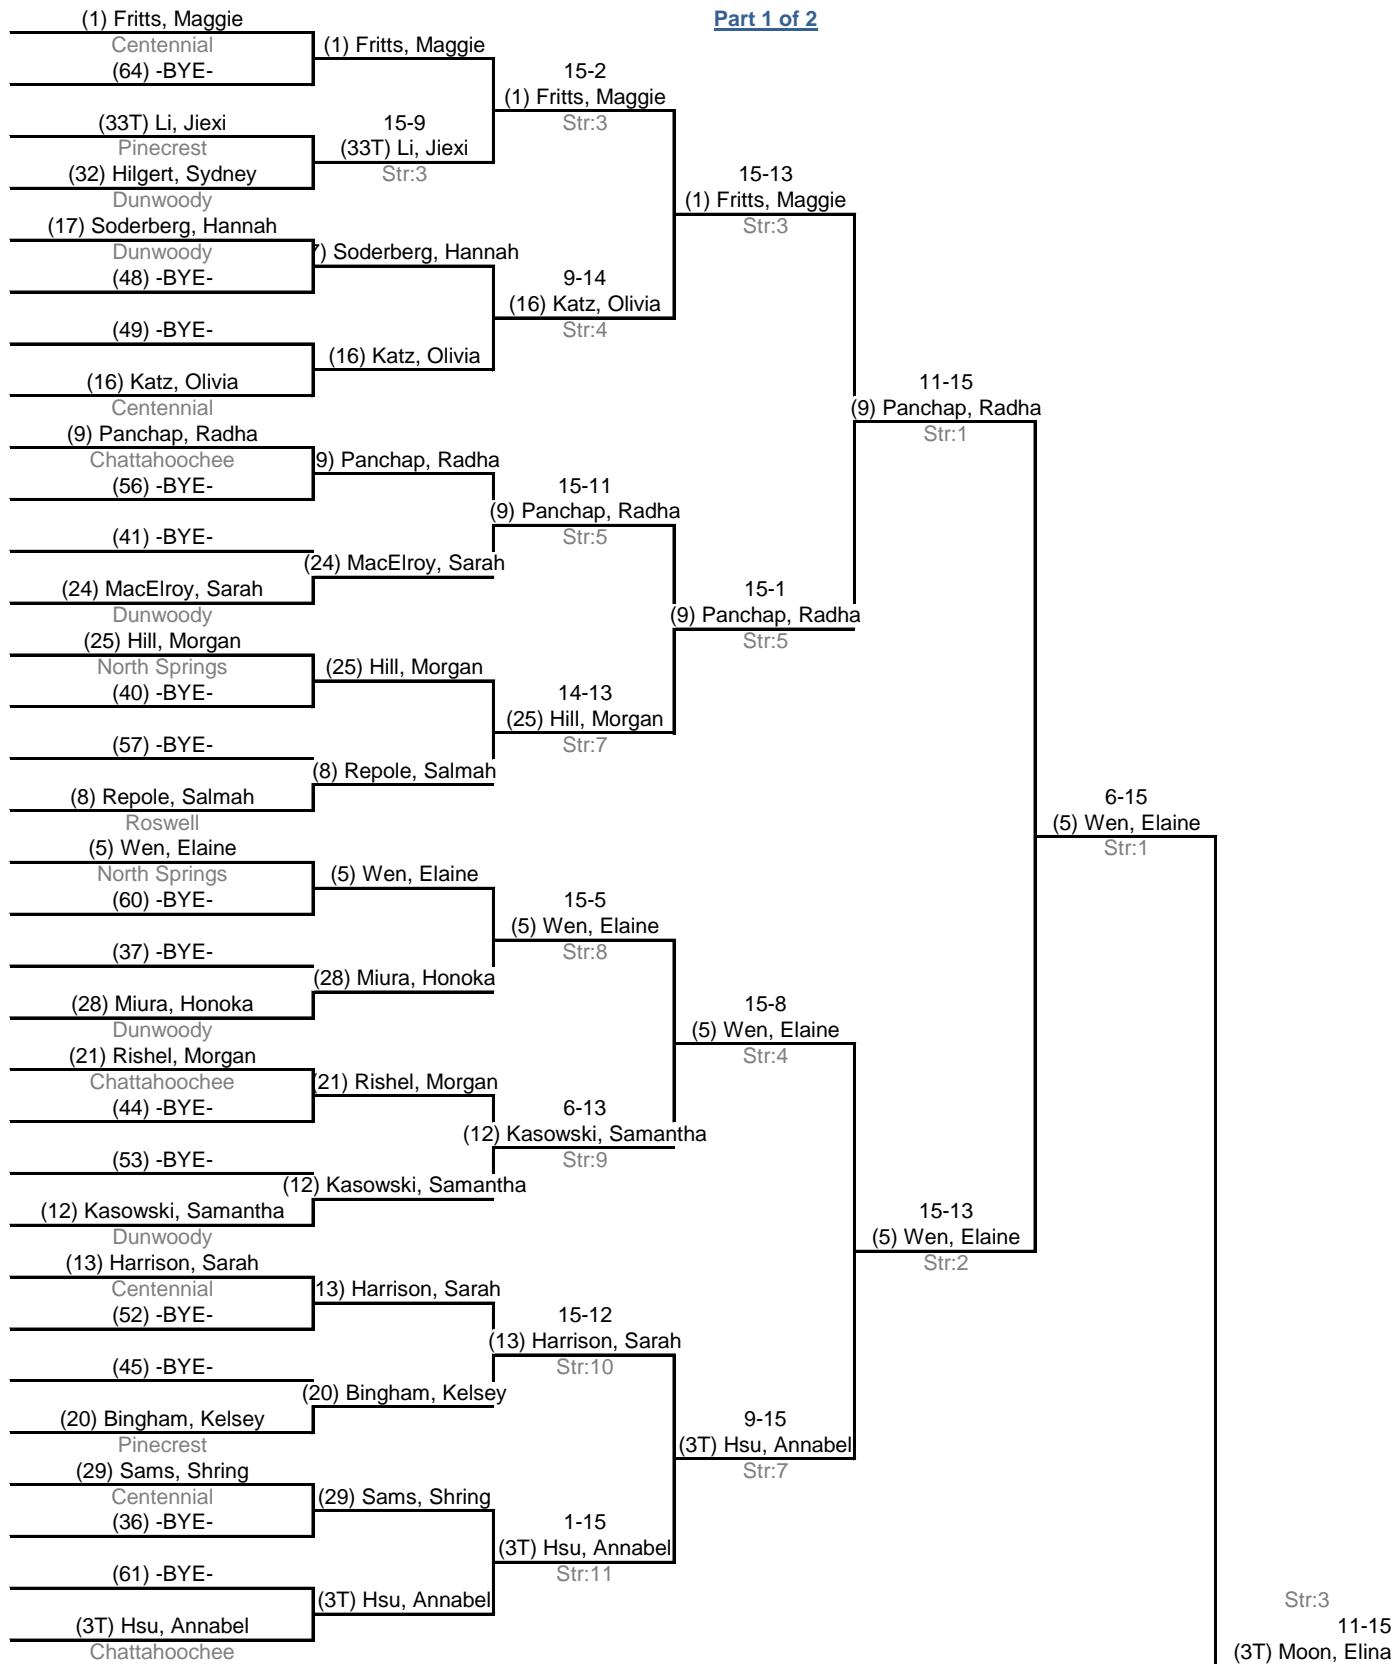 Part 1 of 2
(1) Fritts, Maggie
Centennial
(64) -BYE-
(33T) Li, Jiexi
Pinecrest
(32) Hilgert, Sydney
Dunwoody
(17) Soderberg, Hannah
Dunwoody
(48) -BYE-
(49) -BYE-
(16) Katz, Olivia
Centennial
(9) Panchap, Radha
Chattahoochee
(56) -BYE-
(41) -BYE-
(24) MacElroy, Sarah
Dunwoody
(25) Hill, Morgan
North Springs
(40) -BYE-
(57) -BYE-
(8) Repole, Salmah
Roswell
(5) Wen, Elaine
North Springs
(60) -BYE-
(37) -BYE-
(28) Miura, Honoka
Dunwoody
(21) Rishel, Morgan
Chattahoochee
(44) -BYE-
(53) -BYE-
(12) Kasowski, Samantha
Dunwoody
(13) Harrison, Sarah
Centennial
(52) -BYE-
(45) -BYE-
(20) Bingham, Kelsey
Pinecrest
(29) Sams, Shring
Centennial
(36) -BYE-
(61) -BYE-
(3T) Hsu, Annabel
Chattahoochee
(1) Fritts, Maggie
15-9
(33T) Li, Jiexi
Str:3
7) Soderberg, Hannah
(16) Katz, Olivia
9) Panchap, Radha
(24) MacElroy, Sarah
(25) Hill, Morgan
(8) Repole, Salmah
(5) Wen, Elaine
(28) Miura, Honoka
(21) Rishel, Morgan
(12) Kasowski, Samantha
13) Harrison, Sarah
(20) Bingham, Kelsey
(29) Sams, Shring
(3T) Hsu, Annabel
15-2
(1) Fritts, Maggie
Str:3
9-14
(16) Katz, Olivia
Str:4
15-11
(9) Panchap, Radha
Str:5
14-13
(25) Hill, Morgan
Str:7
15-5
(5) Wen, Elaine
Str:8
6-13
(12) Kasowski, Samantha
Str:9
15-12
(13) Harrison, Sarah
Str:10
1-15
(3T) Hsu, Annabel
Str:11
15-13
(1) Fritts, Maggie
Str:3
15-1
(9) Panchap, Radha
Str:5
15-8
(5) Wen, Elaine
Str:4
9-15
(3T) Hsu, Annabel
Str:7
11-15
(9) Panchap, Radha
Str:1
15-13
(5) Wen, Elaine
Str:2
6-15
(5) Wen, Elaine
Str:1
Str:3
11-15
(3T) Moon, Elina